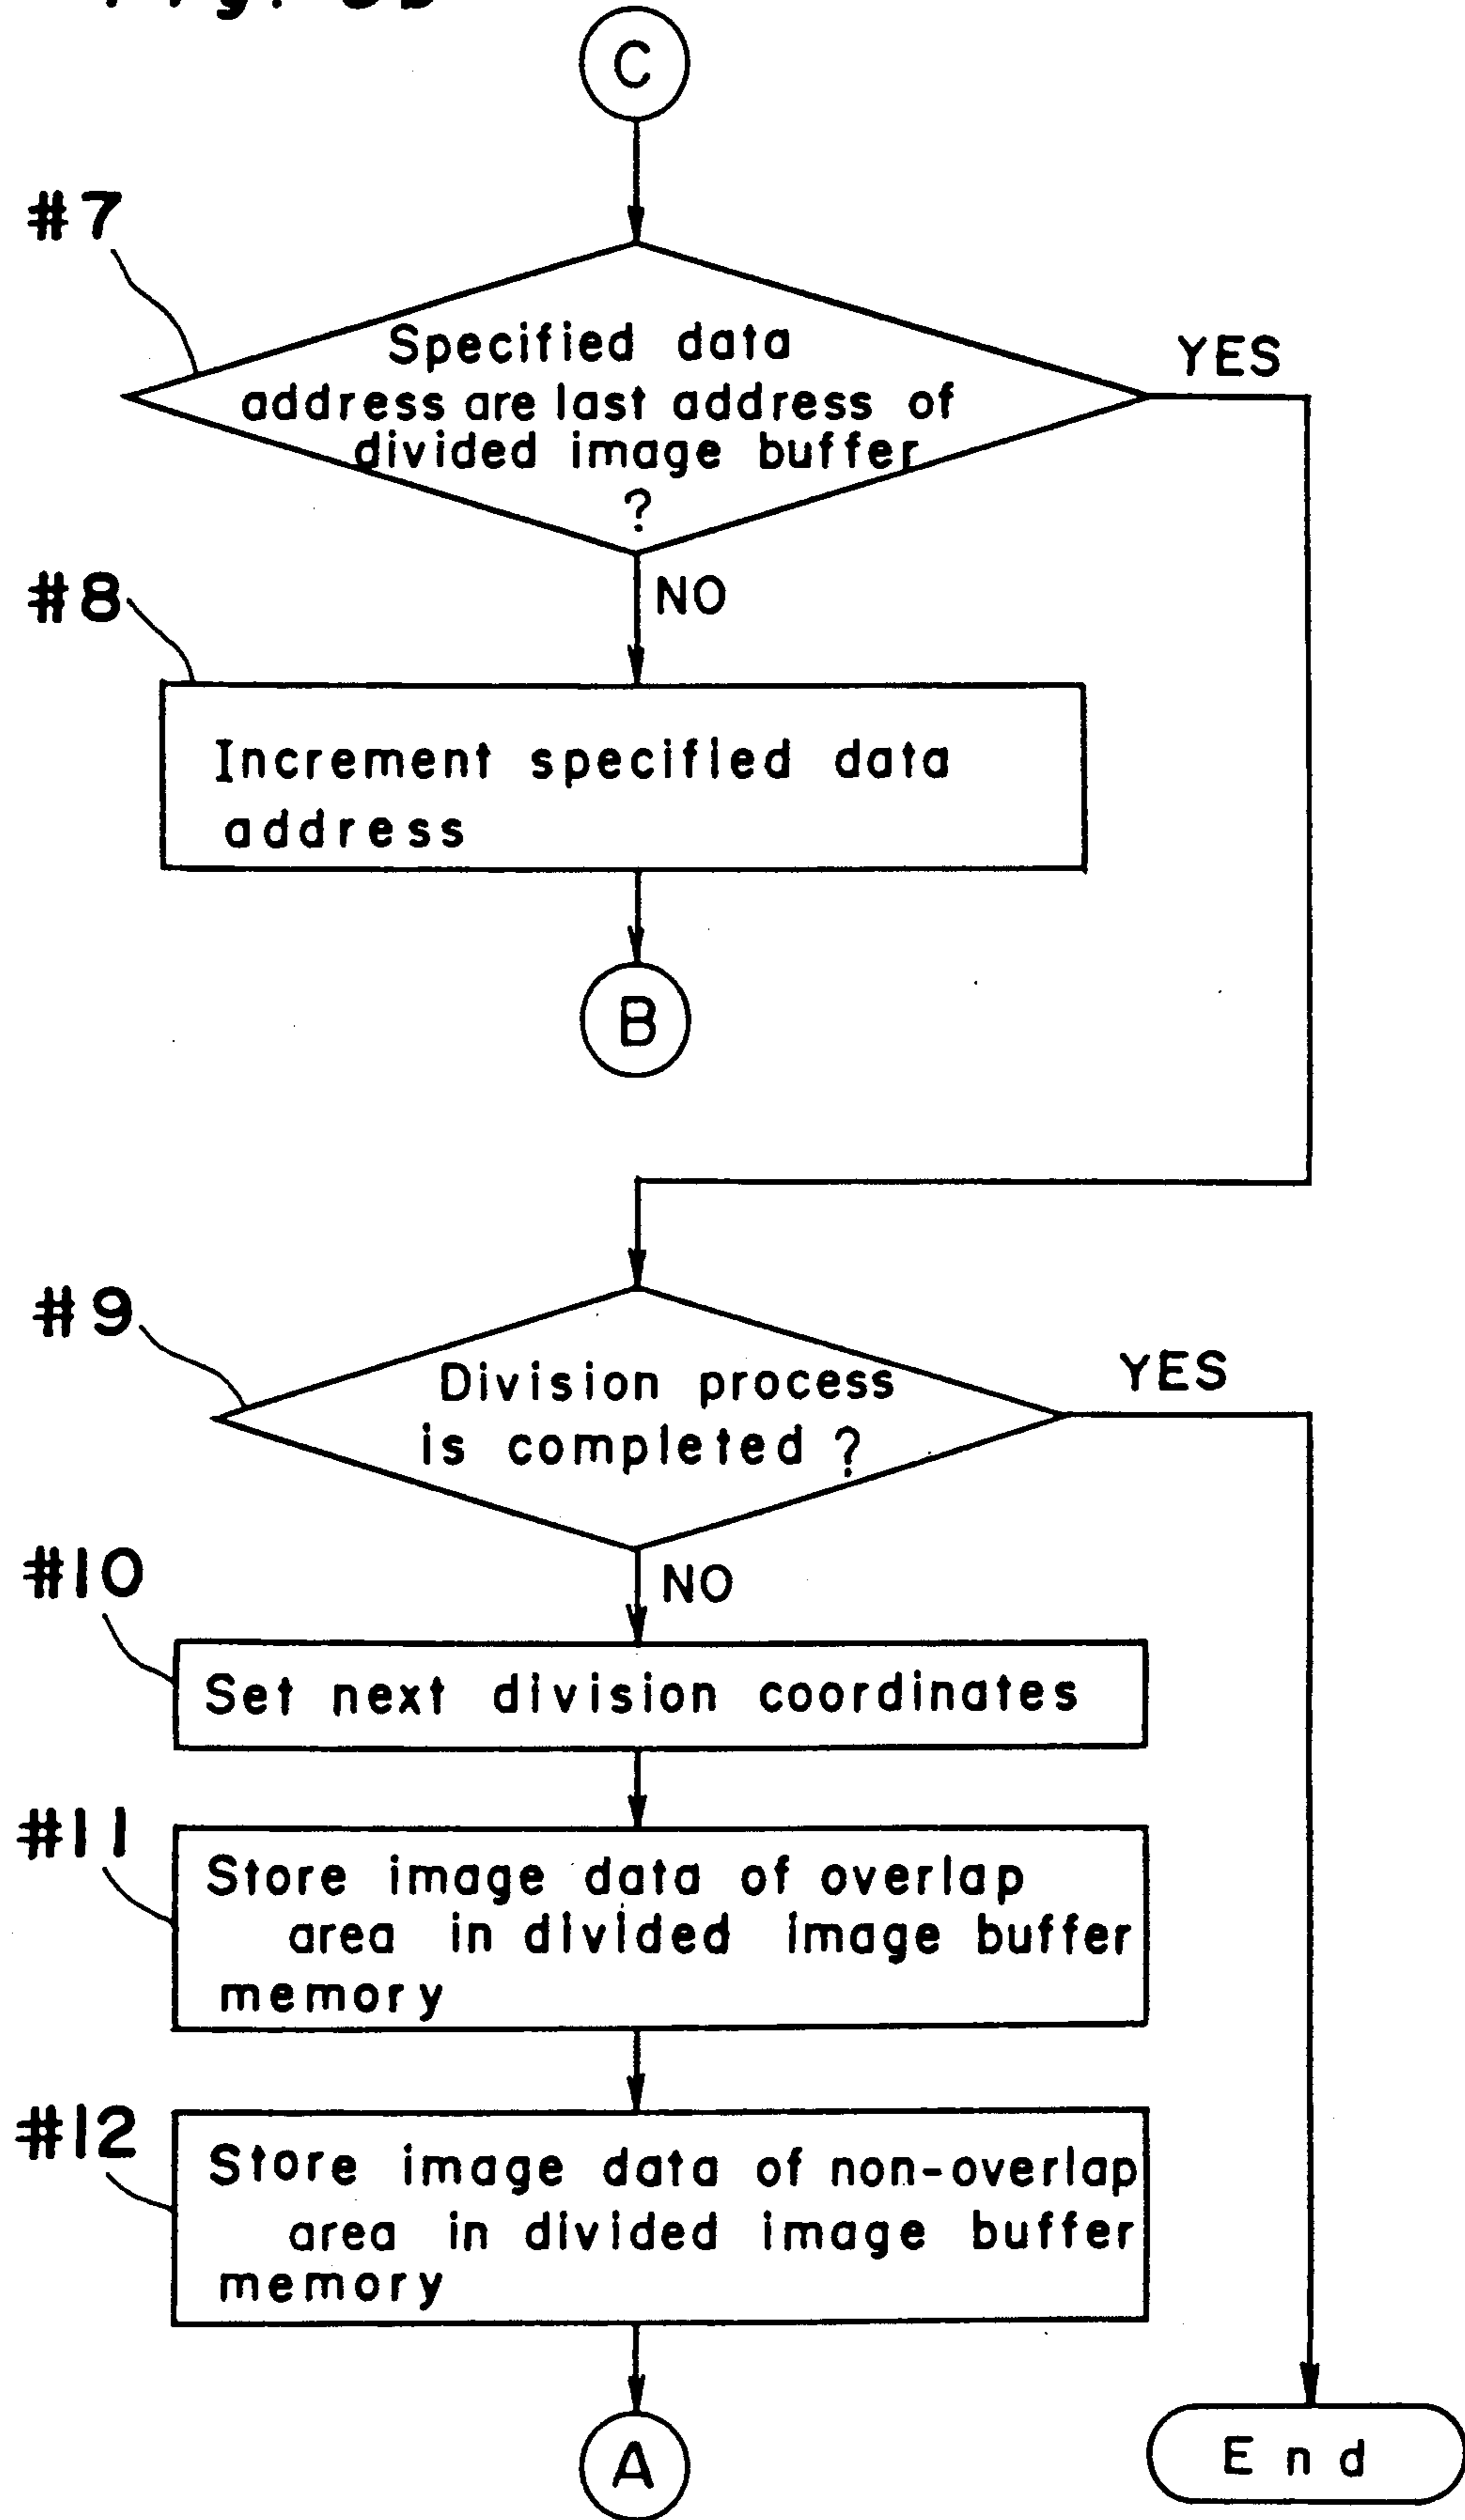 C
#7
Specified data
address are last address of
divided image buffer
?
YES
NO
#8
Increment specified data
address
B
#9
Division process
is completed ?
YES
NO
#10
Set next division coordinates
#11
Store image data of overlap
area in divided image buffer
memory
#12
Store image data of non-overlap
area in divided image buffer
memory
A
End